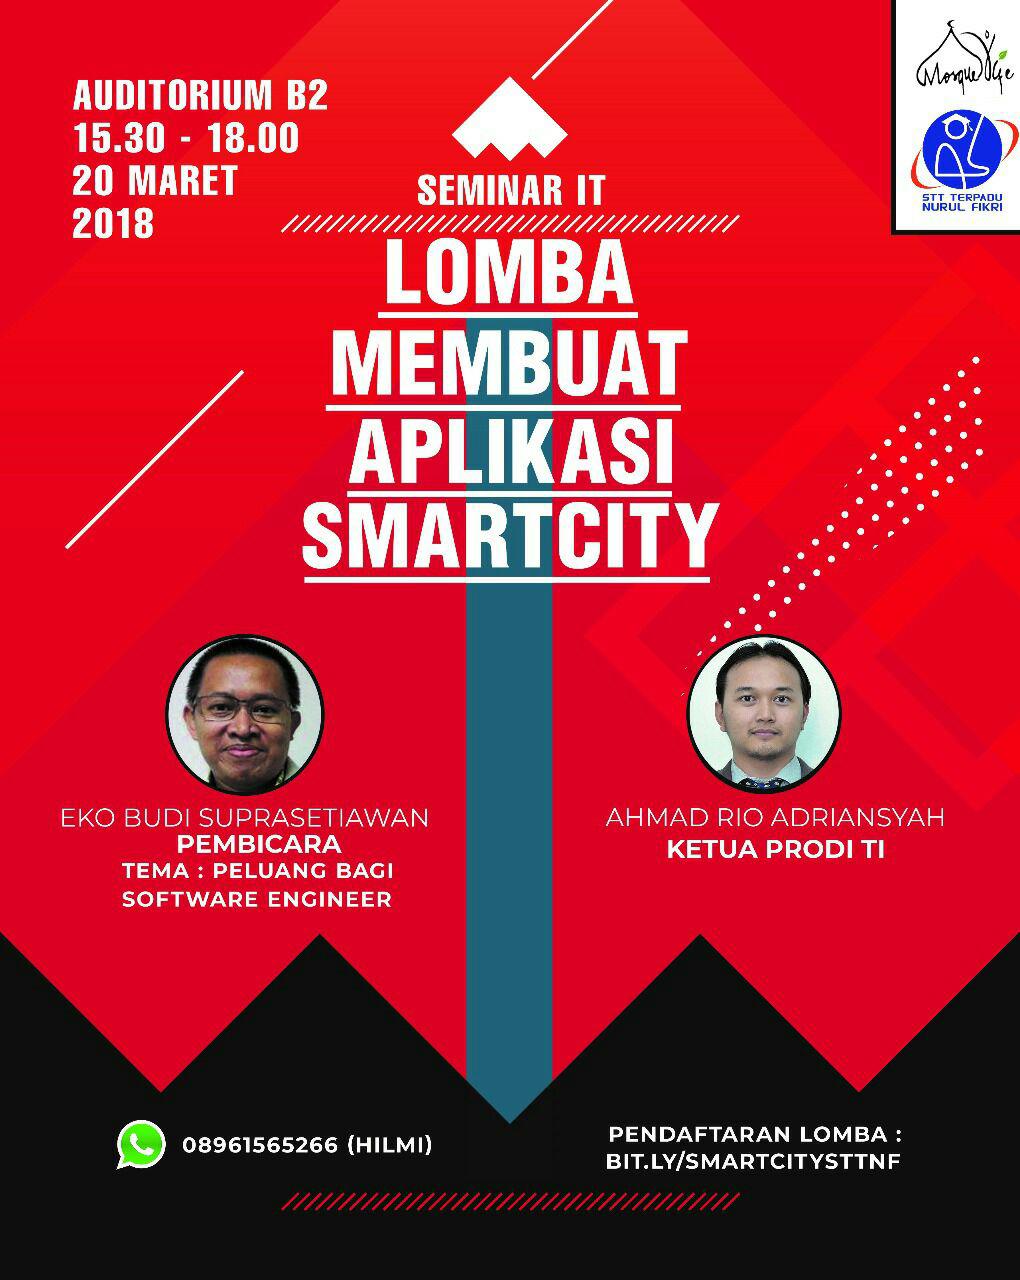 AUDITORIUM B2
15.30 - 18.00
20 MARET
2018
SEMINAR IT
LOMBA
MEMBUAT
APLIKASI
SMARTCITY
STT TERPADU
NURUL FIKRI
EKO BUDI SUPRASETIAWAN
PEMBICARA
TEMA : PELUANG BAGI
SOFTWARE ENGINEER
AHMAD RIO ADRIANSYAH
KETUA PRODI TI
08961565266 (HILMI)
PENDAFTARAN LOMBA :
BIT.LY/SMARTCITYSTTNF